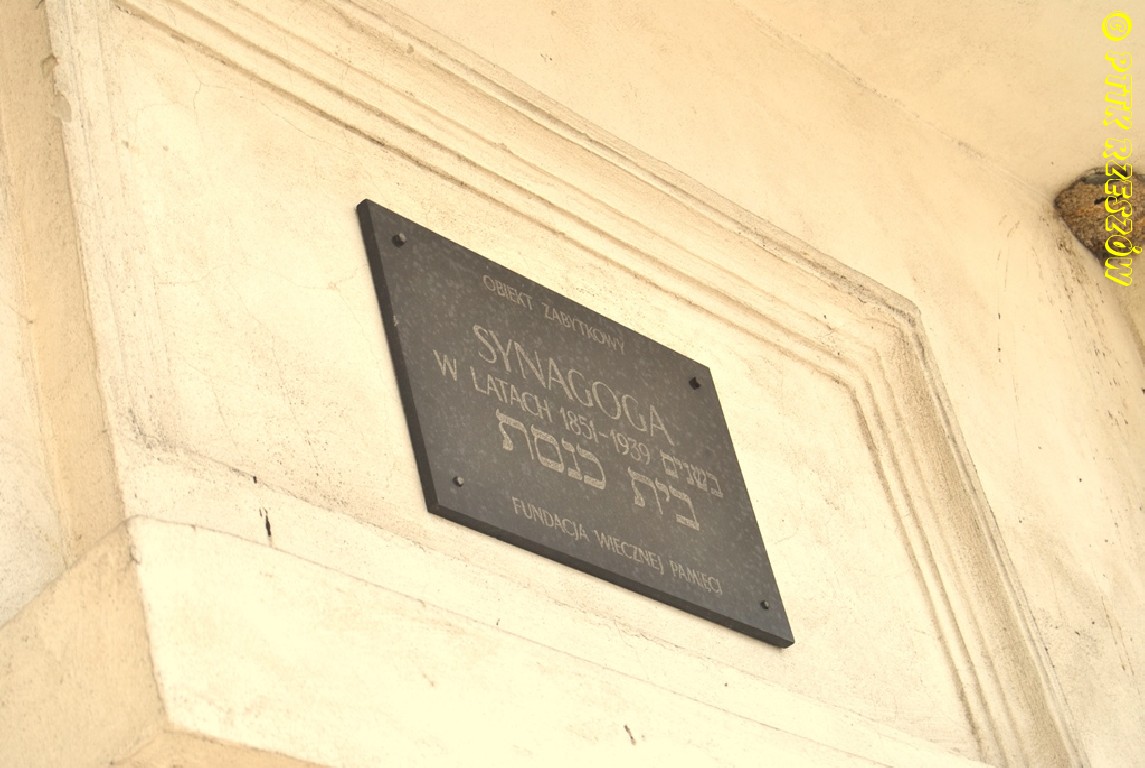 OBIEKT ZABYTKOWY
SYNAGOGA
W LATACH 1851-1939 בשנים
בית כנסת
FUNDACJA WIECZNEJ PAMIĘCI
© PTTK RZESZÓW